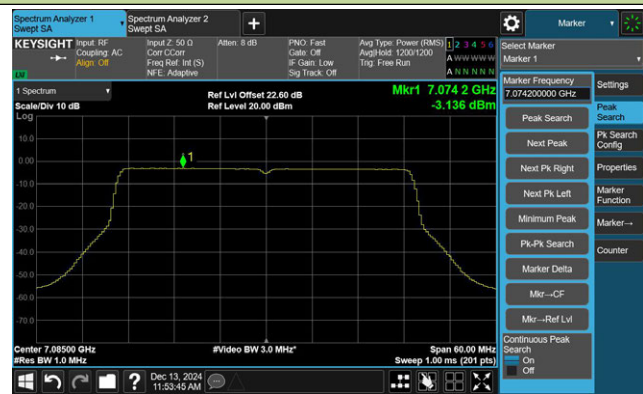 Spectrum Analyzer 1
Swept SA
Spectrum Analyzer 2
Swept SA
+
Marker
KEYSIGHT
Input: RF
Coupling: AC
Align: Off
Input Z: 50 Ω
Corr CCorr
Freq Ref: Int (S)
NFE: Adaptive
Atten: 8 dB
PNO: Fast
Gate: Off
IF Gain: Low
Sig Track: Off
Avg Type: Power (RMS)
Avg|Hold: 1200/1200
Trig: Free Run
1 2 3 4 5 6
A W W W W W
A N N N N N
Select Marker
Marker 1
1 Spectrum
Scale/Div 10 dB
Log
Ref Lvl Offset 22.60 dB
Ref Level 20.00 dBm
Mkr1 7.074 2 GHz
-3.136 dBm
10.0
0.00
-10.0
-20.0
-30.0
-40.0
-50.0
-60.0
-70.0
1
Center 7.08500 GHz
#Res BW 1.0 MHz
#Video BW 3.0 MHz*
Span 60.00 MHz
Sweep 1.00 ms (201 pts)
Marker Frequency
7.074200000 GHz
Peak Search
Next Peak
Next Pk Right
Next Pk Left
Minimum Peak
Pk-Pk Search
Marker Delta
Mkr→CF
Mkr→Ref Lvl
Continuous Peak
Search
On
Off
Settings
Peak
Search
Pk Search
Config
Properties
Marker
Function
Marker→
Counter
?
Dec 13, 2024
11:53:45 AM